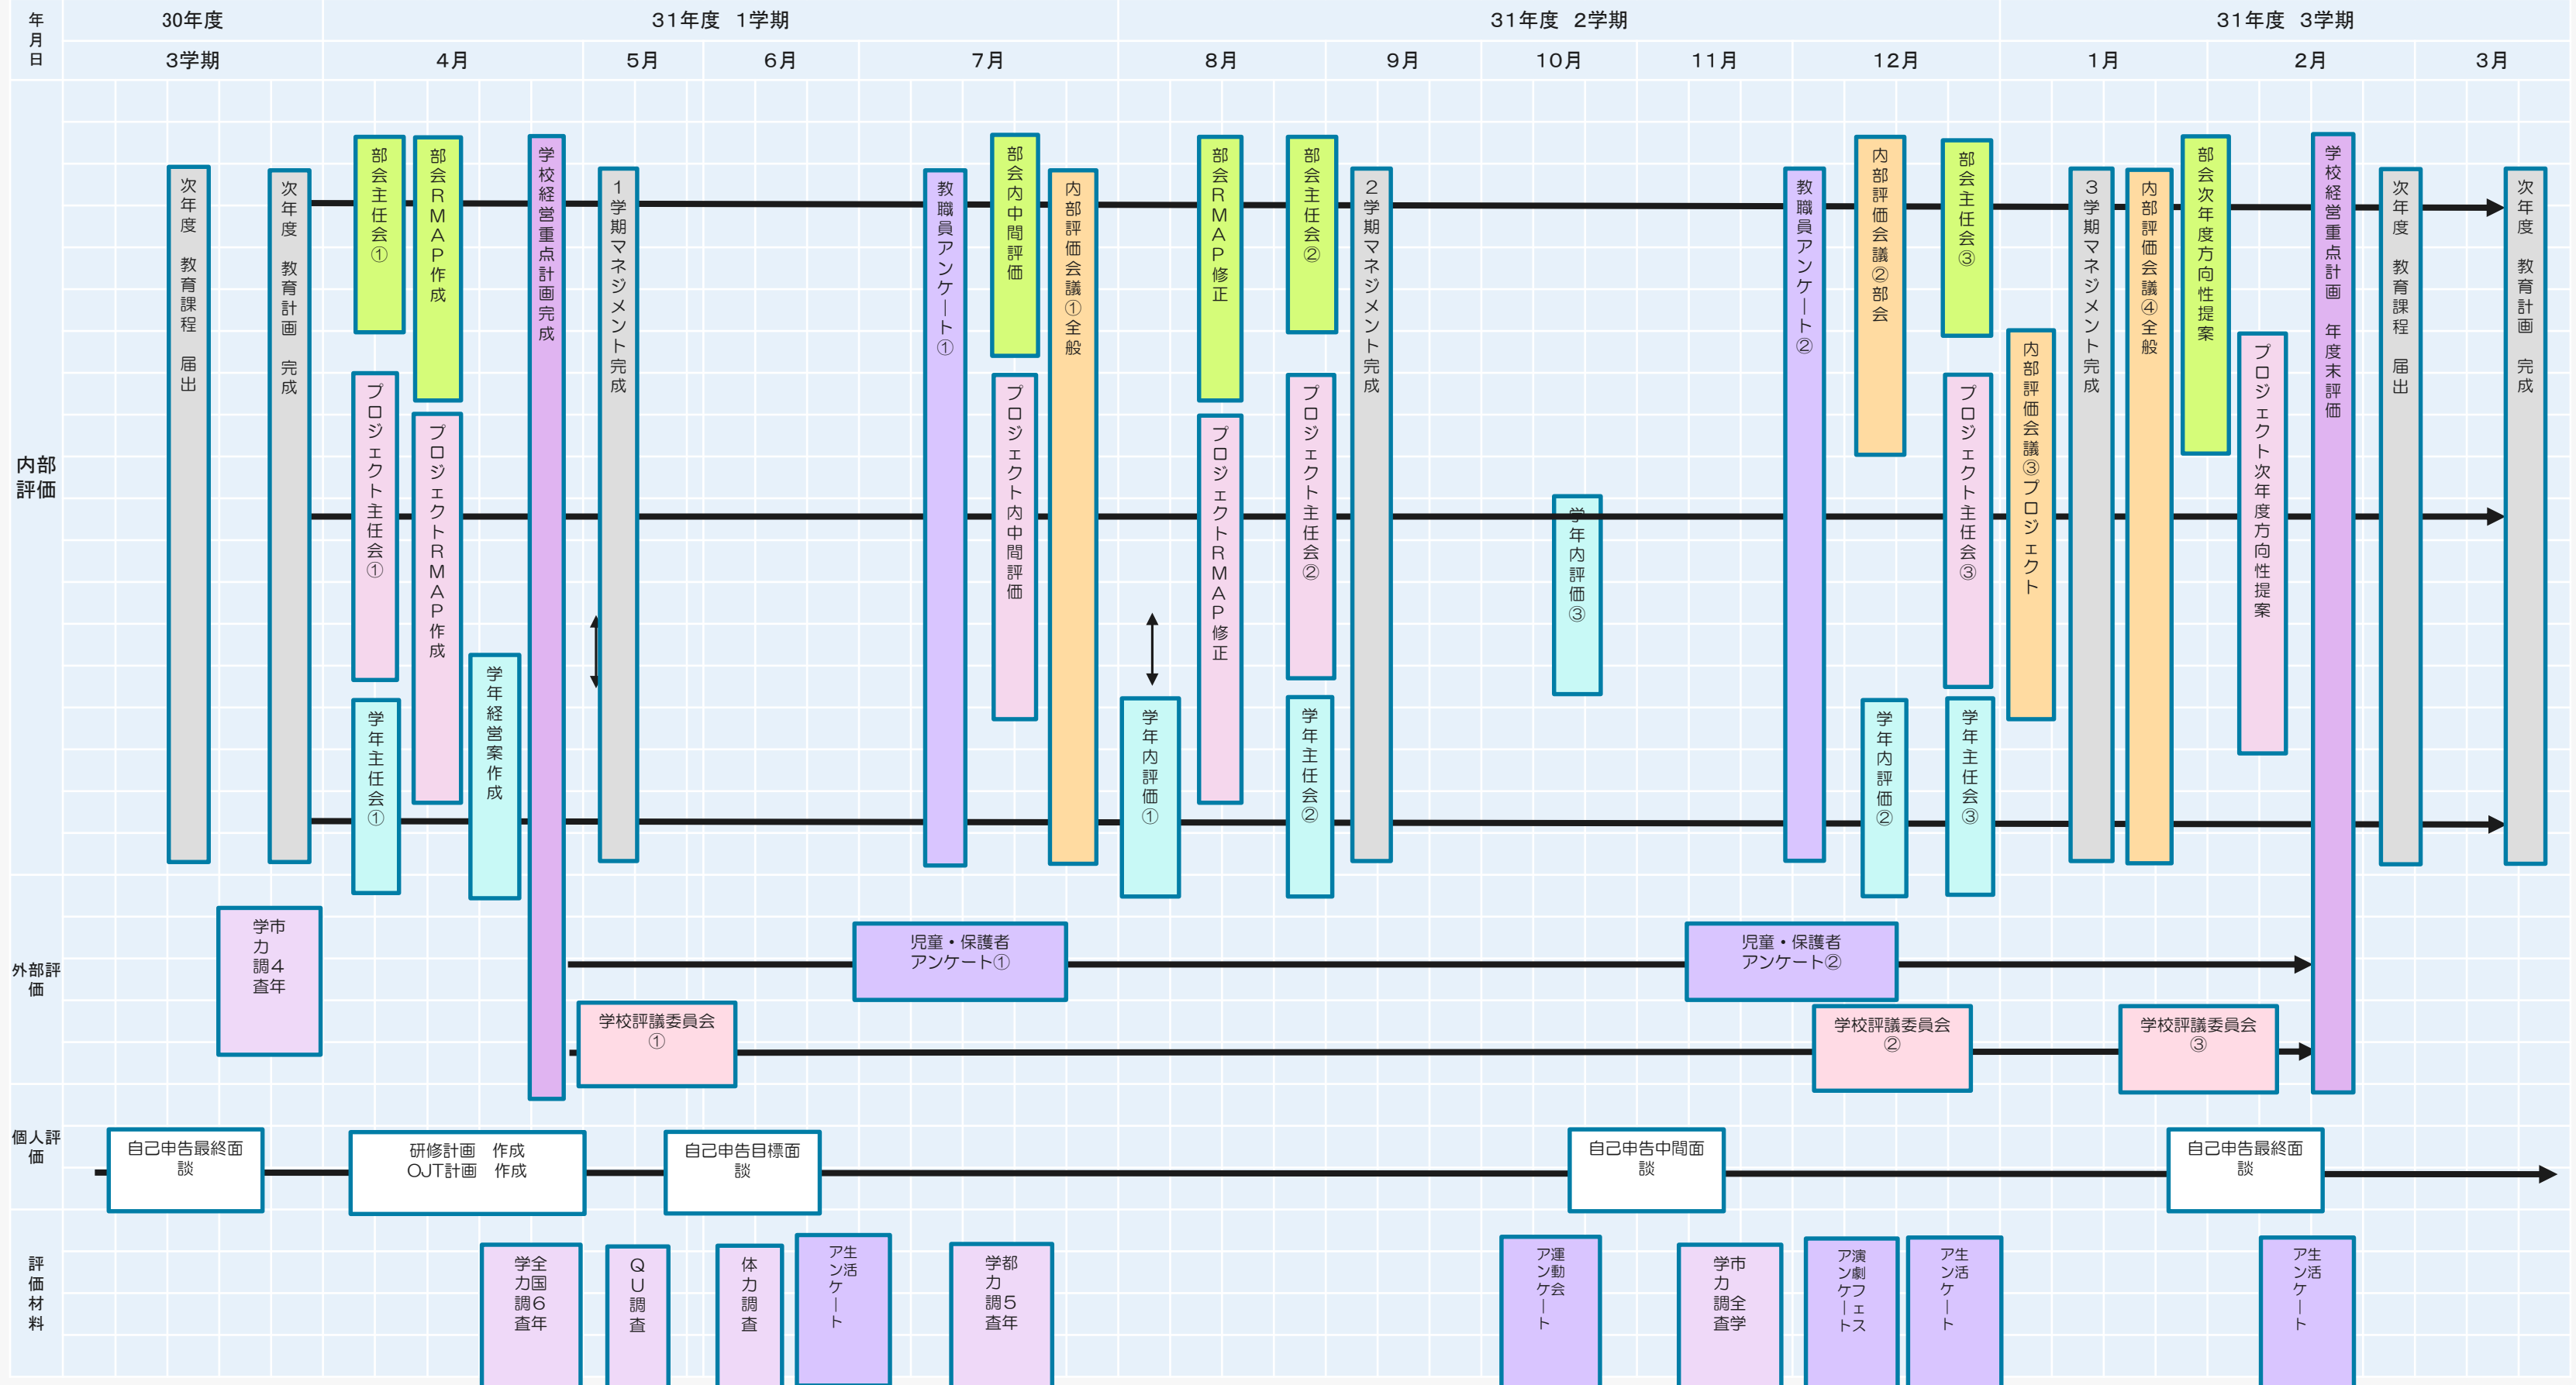 年月日
30年度
31年度 1学期
31年度 2学期
31年度 3学期
3学期
4月
5月
6月
7月
8月
9月
10月
11月
12月
1月
2月
3月
内部
評価
次年度 教育課程 届出
次年度 教育計画 完成
部会主任会①
部会RMAP作成
学校経営重点計画完成
1学期マネジメント完成
教職員アンケート①
部会内中間評価
内部評価会議①全般
部会RMAP修正
部会主任会②
2学期マネジメント完成
教職員アンケート②
内部評価会議②部会
部会主任会③
内部評価会議③プロジェクト
3学期マネジメント完成
内部評価会議④全般
部会次年度方向性提案
プロジェクト次年度方向性提案
学校経営重点計画 年度末評価
次年度 教育課程 届出
次年度 教育計画 完成
プロジェクト主任会①
プロジェクトRMAP作成
プロジェクト内中間評価
プロジェクトRMAP修正
プロジェクト主任会②
学年内評価③
プロジェクト主任会③
学年主任会①
学年経営案作成
学年内評価①
学年主任会②
学年内評価②
学年主任会③
外部評
価
市4年
学力調査
児童・保護者
アンケート①
児童・保護者
アンケート②
学校評議委員会
①
学校評議委員会
②
学校評議委員会
③
個人評
価
自己申告最終面
談
研修計画 作成
OJT計画 作成
自己申告目標面
談
自己申告中間面
談
自己申告最終面
談
評価材料
全国6年
学力調査
QU調査
体力調査
生活
アンケート
都5年
学力調査
運動会
アンケート
市全学
学力調査
演劇フェス
アンケート
生活
アンケート
生活
アンケート